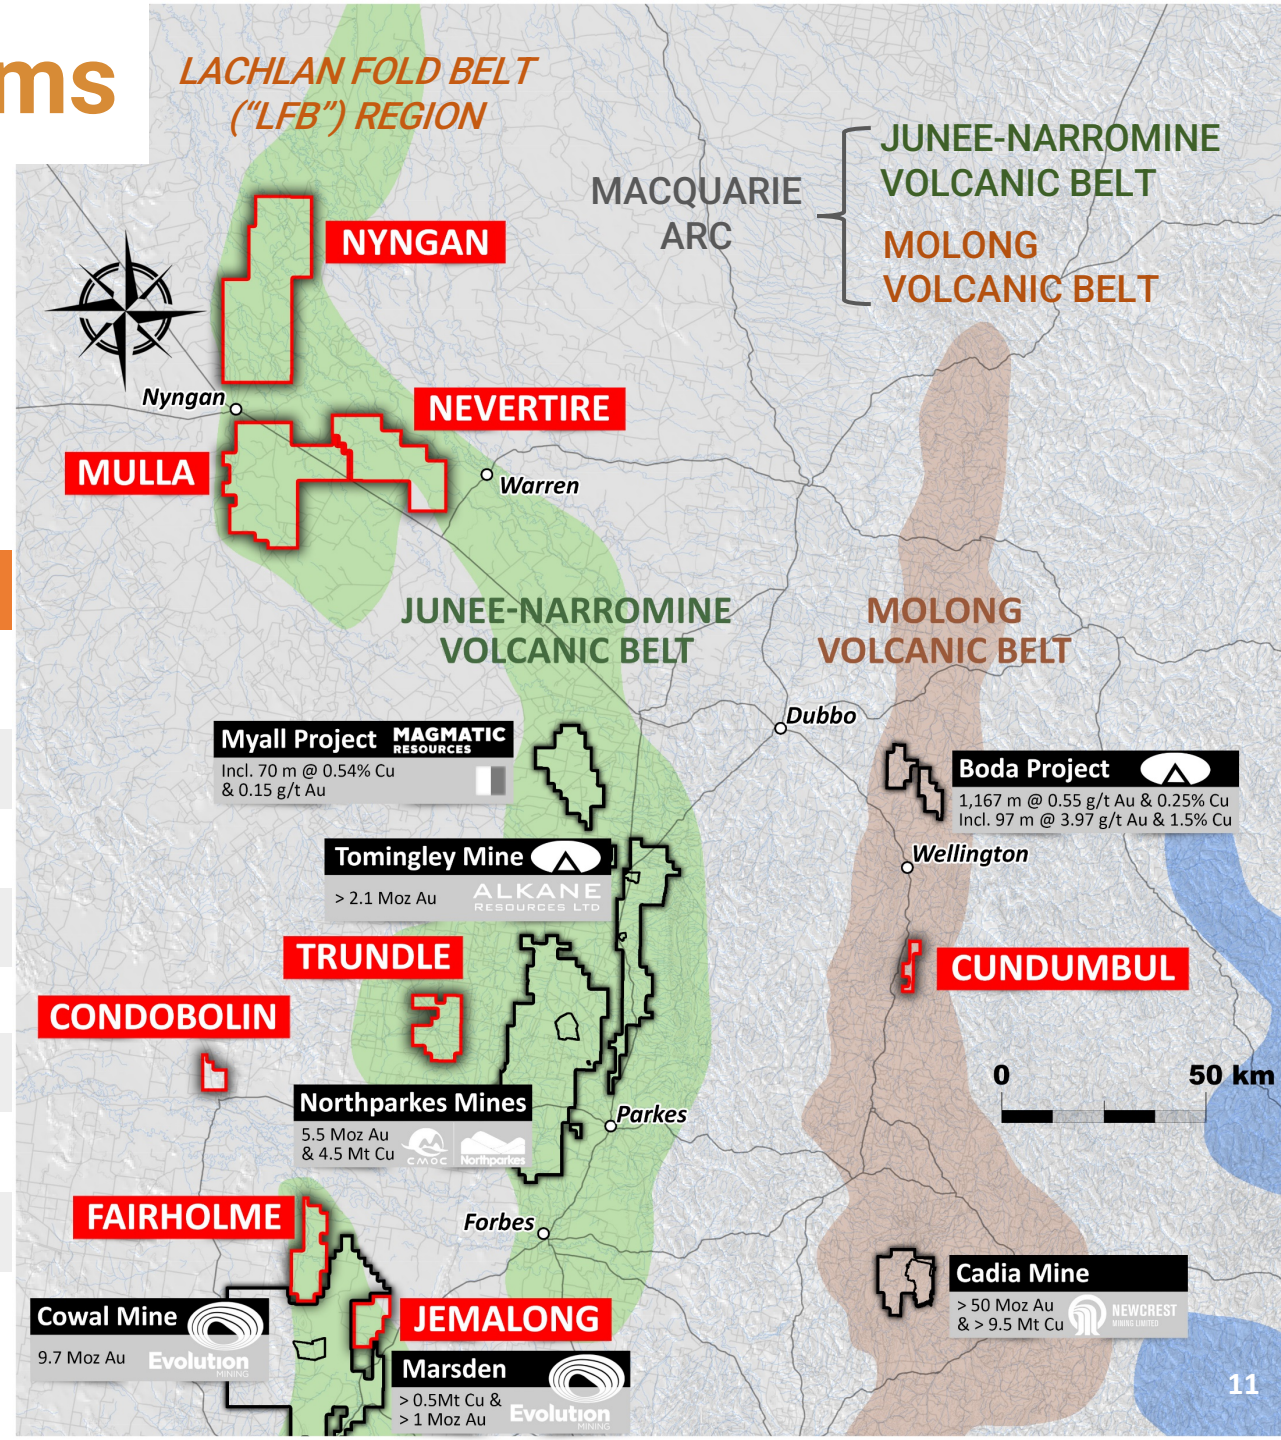 ms
LACHLAN FOLD BELT
(“LFB”) REGION
MACQUARIE
ARC
JUNEE-NARROMINE
VOLCANIC BELT
MOLONG
VOLCANIC BELT
NYNGAN
Nyngan
NEVERTIRE
MULLA
Warren
JUNEE-NARROMINE
VOLCANIC BELT
MOLONG
VOLCANIC BELT
Dubbo
Myall Project MAGMATIC
RESOURCES
Incl. 70 m @ 0.54% Cu
& 0.15 g/t Au
Boda Project
1,167 m @ 0.55 g/t Au & 0.25% Cu
Incl. 97 m @ 3.97 g/t Au & 1.5% Cu
Tomingley Mine
> 2.1 Moz Au
ALKANE
RESOURCES LTD
Wellington
TRUNDLE
CUNDUMBUL
CONDOBOLIN
0 50 km
Northparkes Mines
5.5 Moz Au
& 4.5 Mt Cu
CMOC
Northparkes
Parkes
FAIRHOLME
Forbes
Cadia Mine
> 50 Moz Au
& > 9.5 Mt Cu
NEWCREST
MINING LIMITED
Cowal Mine
9.7 Moz Au
Evolution
MINING
JEMALONG
Marsden
> 0.5Mt Cu &
> 1 Moz Au
Evolution
MINING
11